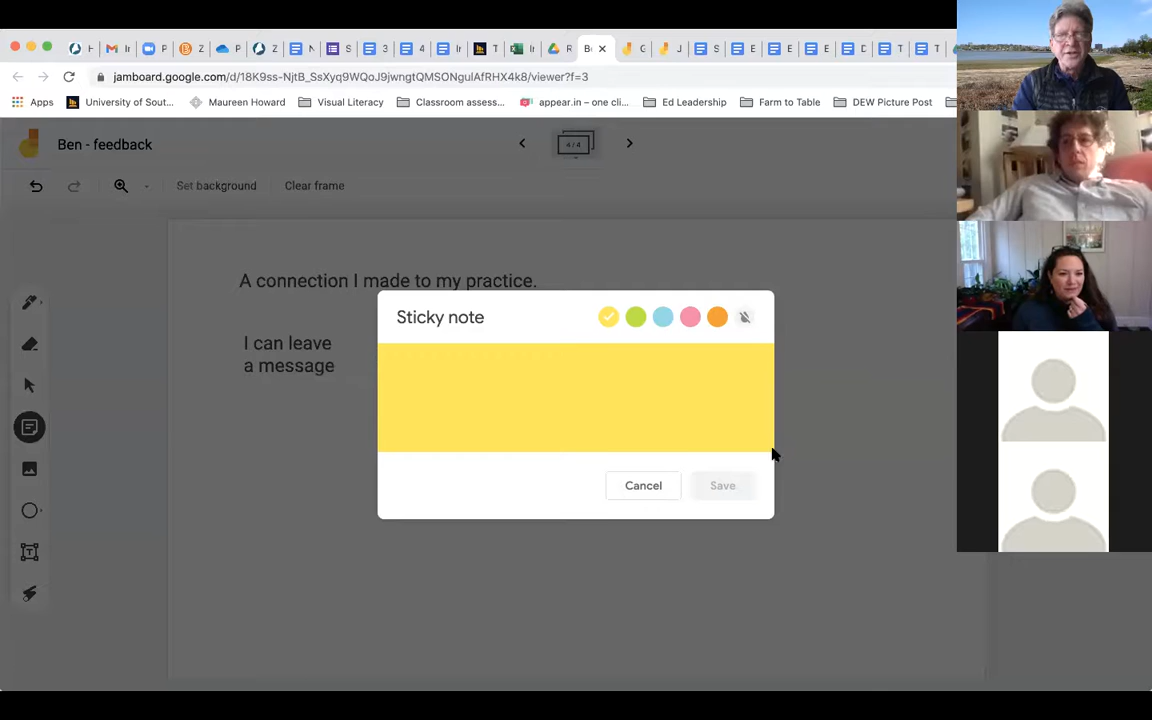 jamboard.google.com/d/18K9ss-NjtB_SsXyq9WQoJ9jwngtQMSONgulAfRHX4k8/viewer?f=3
Apps
University of Sout...
Maureen Howard
Visual Literacy
Classroom assess...
appear.in – one cli...
Ed Leadership
Farm to Table
DEW Picture Post
Ben - feedback
4 / 4
Set background
Clear frame
A connection I made to my practice.
Sticky note
I can leave
a message
Cancel
Save